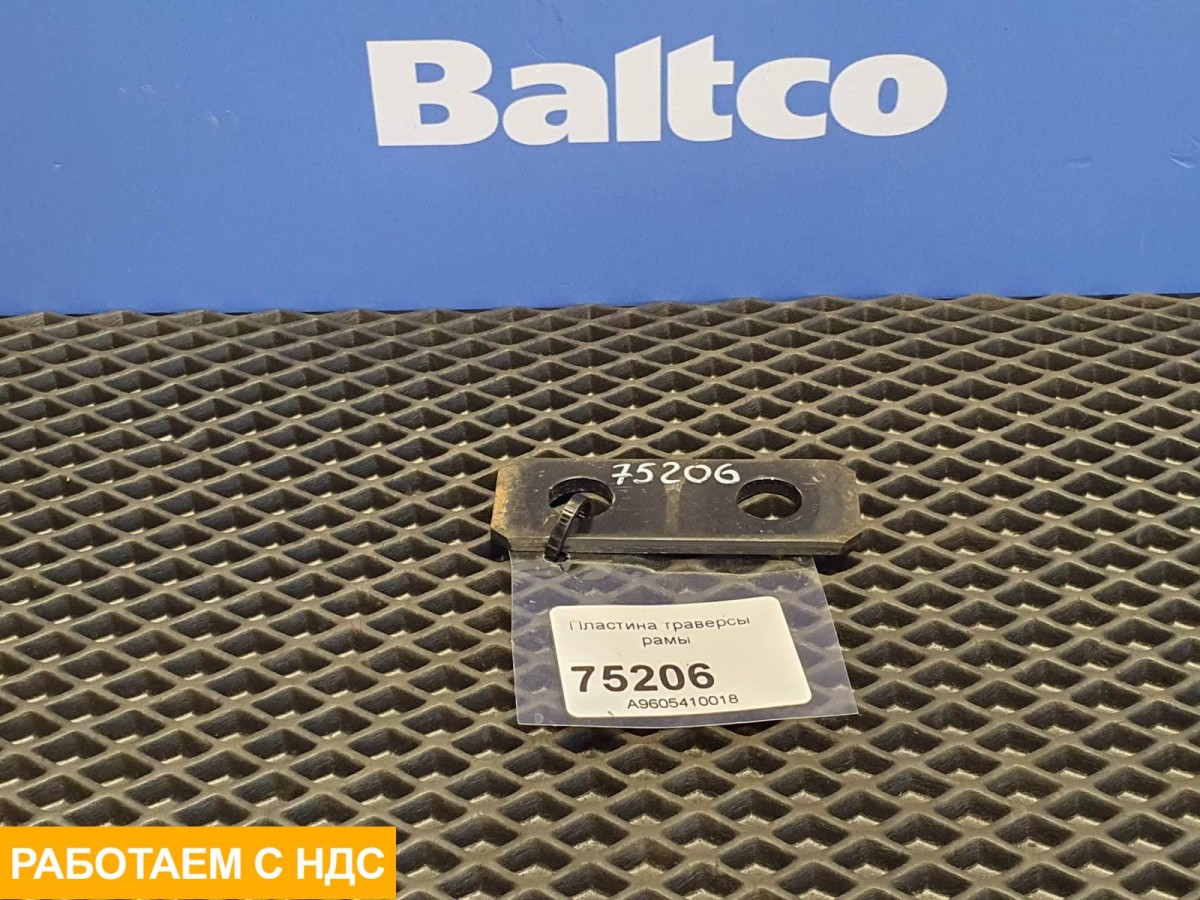 Baltco
75206
Пластина траверсы
рамы
75206
A9605410018
РАБОТАЕМ С НДС